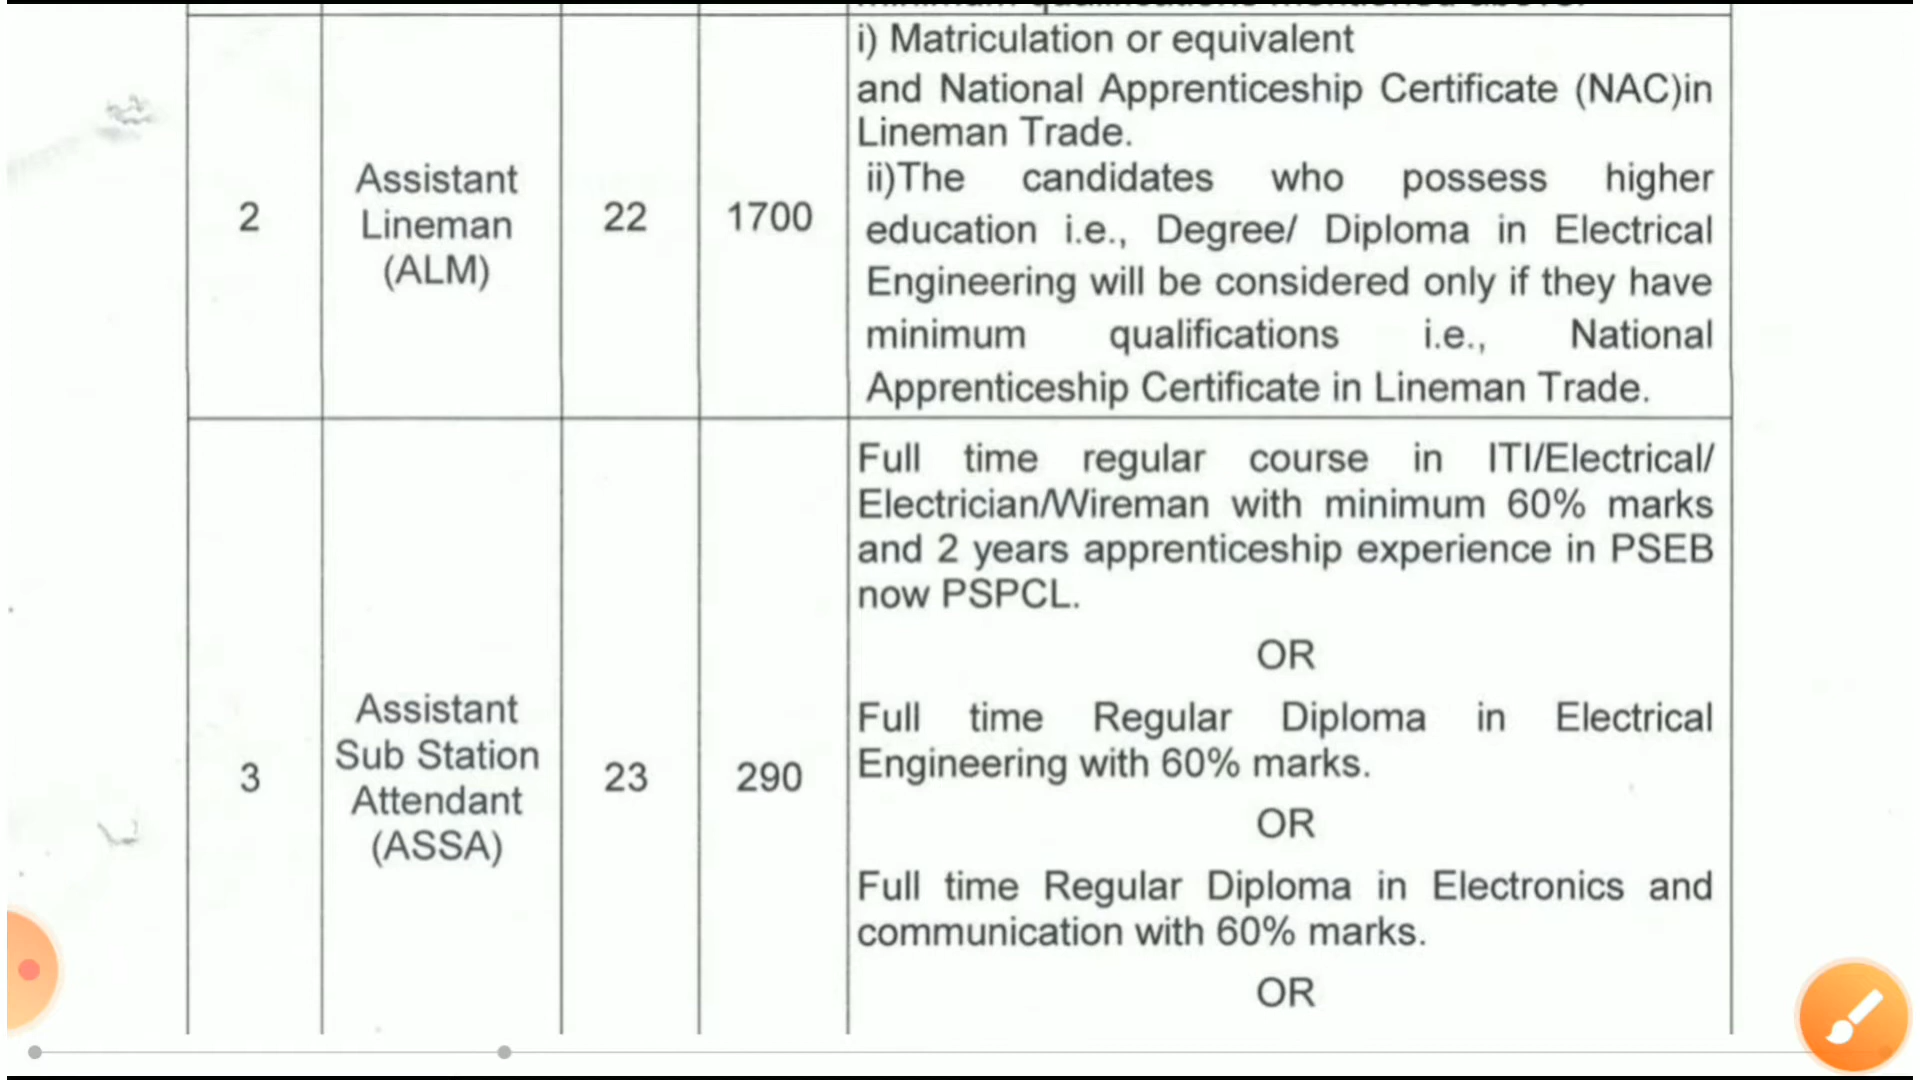 i) Matriculation or equivalent
and National Apprenticeship Certificate (NAC)in
Lineman Trade.
ii)The candidates who possess higher
education i.e., Degree/ Diploma in Electrical
Engineering will be considered only if they have
minimum qualifications i.e., National
Apprenticeship Certificate in Lineman Trade.
2
Assistant
Lineman
(ALM)
22
1700
Full time regular course in ITI/Electrical/
Electrician/Wireman with minimum 60% marks
and 2 years apprenticeship experience in PSEB
now PSPCL.
OR
Full time Regular Diploma in Electrical
Engineering with 60% marks.
OR
Full time Regular Diploma in Electronics and
communication with 60% marks.
OR
3
Assistant
Sub Station
Attendant
(ASSA)
23
290